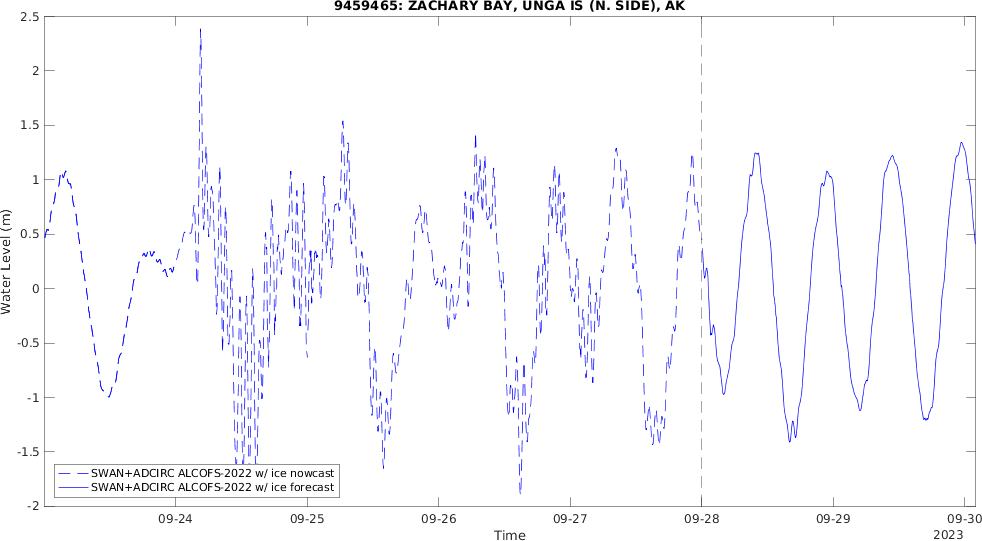 9459465: ZACHARY BAY, UNGA IS (N. SIDE), AK
Water Level (m)
2.5
2
1.5
1
0.5
0
-0.5
-1
-1.5
-2
SWAN+ADCIRC ALCOFS-2022 w/ ice nowcast
SWAN+ADCIRC ALCOFS-2022 w/ ice forecast
09-24 09-25 09-26 09-27 09-28 09-29 09-30
Time
2023